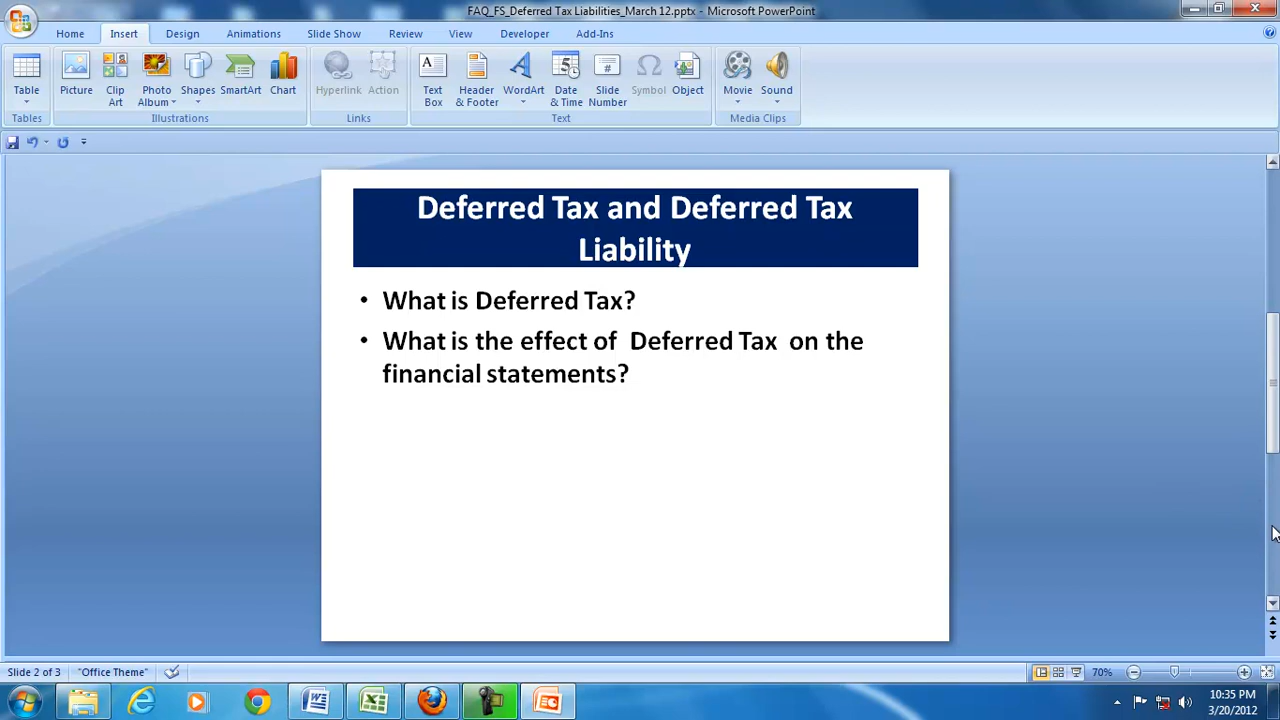 FAQ_FS_Deferred Tax Liabilities_March 12.pptx - Microsoft PowerPoint
Home Insert Design Animations Slide Show Review View Developer Add-Ins
Table Picture Clip Art Photo Album Shapes SmartArt Chart Hyperlink Action Text Box Header & Footer WordArt Date & Time Slide Number Symbol Object Movie Sound
Tables Illustrations Links Text Media Clips
Deferred Tax and Deferred Tax
Liability
• What is Deferred Tax?
• What is the effect of Deferred Tax on the
financial statements?
Slide 2 of 3 "Office Theme" 70%
10:35 PM
3/20/2012